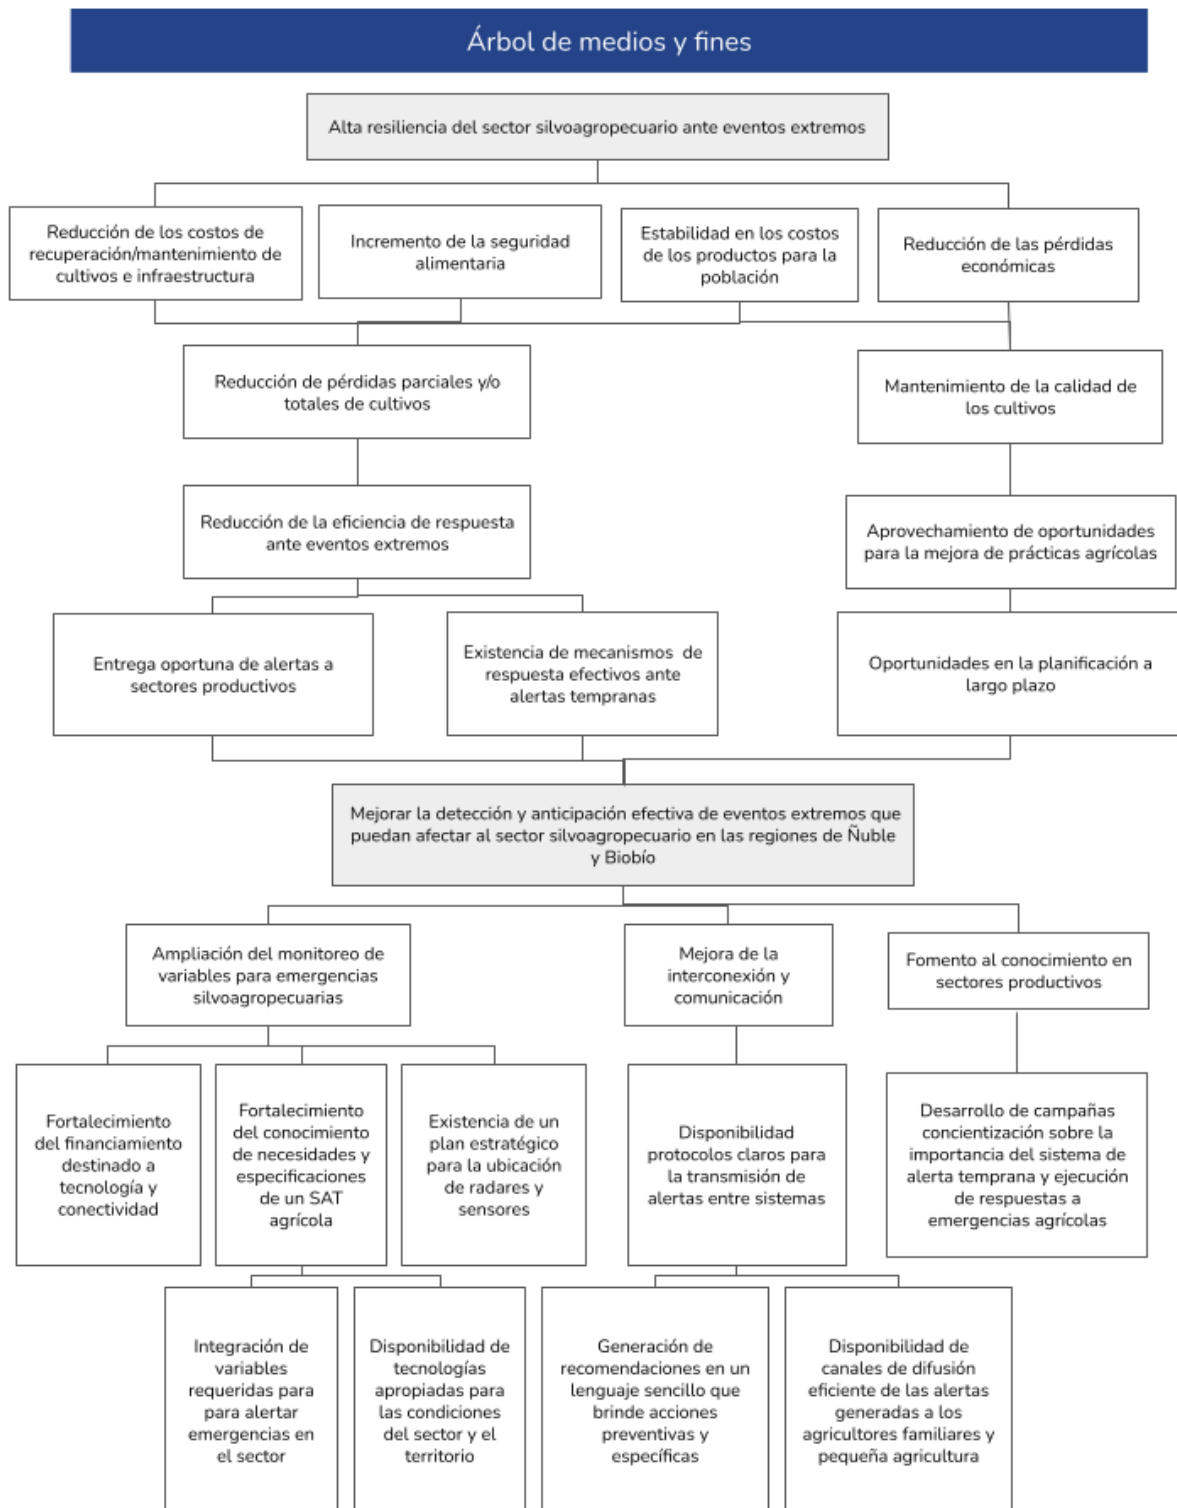 Árbol de medios y fines
Alta resiliencia del sector silvoagropecuario ante eventos extremos
Reducción de los costos de
recuperación/mantenimiento de
cultivos e infraestructura
Incremento de la seguridad
alimentaria
Estabilidad en los costos
de los productos para la
población
Reducción de las pérdidas
económicas
Reducción de pérdidas parciales y/o
totales de cultivos
Mantenimiento de la calidad de
los cultivos
Reducción de la eficiencia de respuesta
ante eventos extremos
Aprovechamiento de oportunidades
para la mejora de prácticas agrícolas
Entrega oportuna de alertas a
sectores productivos
Existencia de mecanismos de
respuesta efectivos ante
alertas tempranas
Oportunidades en la planificación a
largo plazo
Mejorar la detección y anticipación efectiva de eventos extremos que
puedan afectar al sector silvoagropecuario en las regiones de Ñuble
y Biobío
Ampliación del monitoreo de
variables para emergencias
silvoagropecuarias
Mejora de la
interconexión y
comunicación
Fomento al conocimiento en
sectores productivos
Fortalecimiento
del financiamiento
destinado a
tecnología y
conectividad
Fortalecimiento
del conocimiento
de necesidades y
especificaciones
de un SAT
agrícola
Existencia de un
plan estratégico
para la ubicación
de radares y
sensores
Disponibilidad
protocolos claros para
la transmisión de
alertas entre sistemas
Desarrollo de campañas
concientización sobre la
importancia del sistema de
alerta temprana y ejecución
de respuestas a
emergencias agrícolas
Integración de
variables
requeridas para
para alertar
emergencias en
el sector
Disponibilidad de
tecnologías
apropiadas para
las condiciones
del sector y el
territorio
Generación de
recomendaciones en un
lenguaje sencillo que
brinde acciones
preventivas y
específicas
Disponibilidad de
canales de difusión
eficiente de las alertas
generadas a los
agricultores familiares y
pequeña agricultura